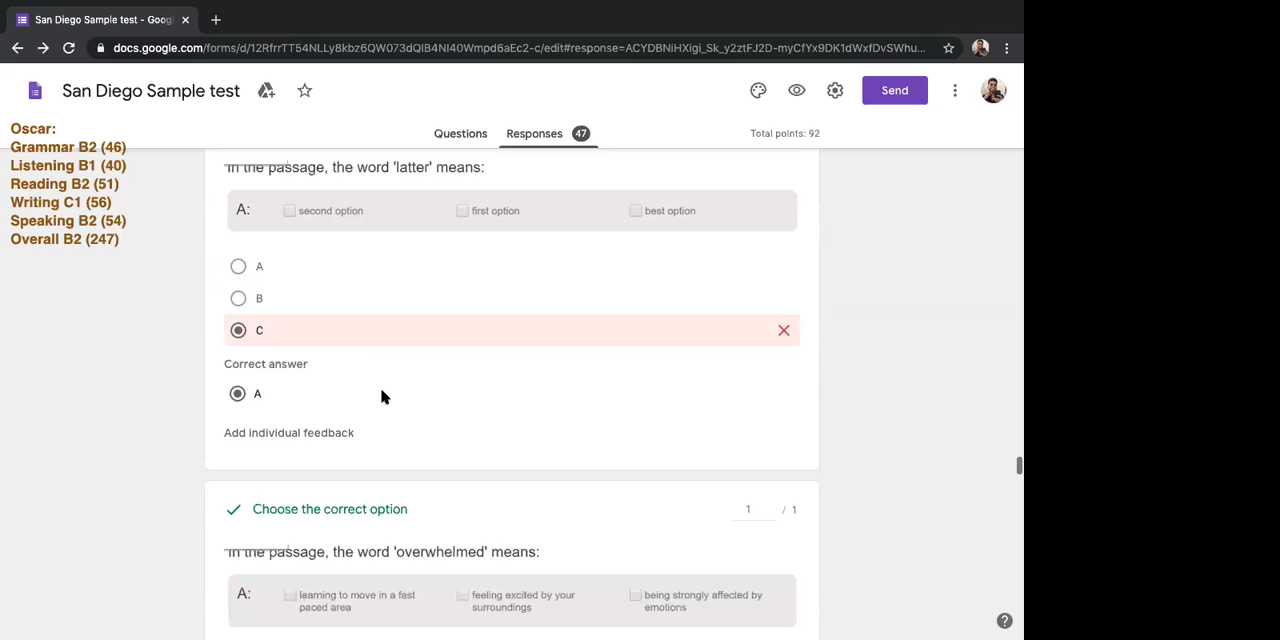 San Diego Sample test - Goog
docs.google.com/forms/d/12RfrrTT54NLLy8kbz6QW073dQIB4NI40Wmpd6aEc2-c/edit#response=ACYDBNiHXigi_Sk_y2ztFJ2D-myCfYx9DK1dWxfDvSWhu...
San Diego Sample test
Send
Questions
Responses 47
Total points: 92
Oscar:
Grammar B2 (46)
Listening B1 (40)
Reading B2 (51)
Writing C1 (56)
Speaking B2 (54)
Overall B2 (247)
In the passage, the word 'latter' means:
A: second option first option best option
A
B
C
Correct answer
A
Add individual feedback
Choose the correct option 1 / 1
In the passage, the word 'overwhelmed' means:
A: learning to move in a fast feeling excited by your being strongly affected by
paced area surroundings emotions